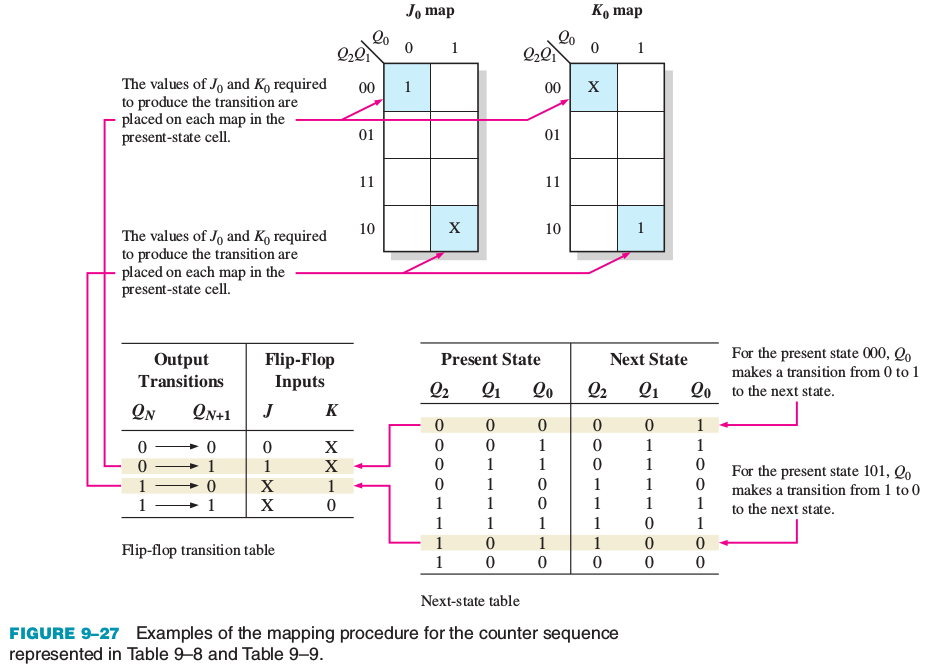 J0 map
K0 map
Q0
Q2Q1
0 1
Q0
Q2Q1
0 1
The values of J0 and K0 required
to produce the transition are
placed on each map in the
present-state cell.
00 1
01
11
10 X
00 X
01
11
10 1
The values of J0 and K0 required
to produce the transition are
placed on each map in the
present-state cell.
Output Transitions Flip-Flop Inputs
QN QN+1 J K
0 0 0 X
0 1 1 X
1 0 X 1
1 1 X 0
Flip-flop transition table
Present State Next State
Q2 Q1 Q0 Q2 Q1 Q0
0 0 0 0 0 1
0 0 1 0 1 1
0 1 1 0 1 0
0 1 0 1 1 0
1 1 0 1 1 1
1 1 1 1 0 1
1 0 1 1 0 0
1 0 0 0 0 0
Next-state table
For the present state 000, Q0
makes a transition from 0 to 1
to the next state.
For the present state 101, Q0
makes a transition from 1 to 0
to the next state.
FIGURE 9–27 Examples of the mapping procedure for the counter sequence
represented in Table 9–8 and Table 9–9.